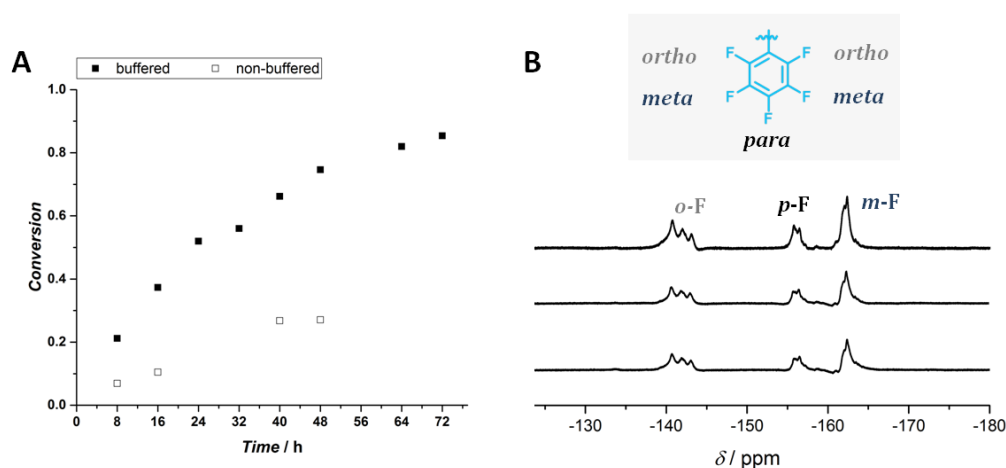 A
■ buffered □ non-buffered
1.0
0.8
0.6
0.4
0.2
0.0
Conversion
0 8 16 24 32 40 48 56 64 72
Time / h
B
ortho F F ortho
meta F F meta
F
para
o-F p-F m-F
-130 -140 -150 -160 -170 -180
δ / ppm